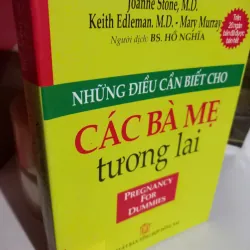 Joanne Stone, M.D.
Keith Edleman, M.D. - Mary Murray
Người dịch: BS. HỒ NGHĨA
NHỮNG ĐIỀU CẦN BIẾT CHO
CÁC BÀ MẸ
tương lai
PREGNANCY
FOR
DUMMIES